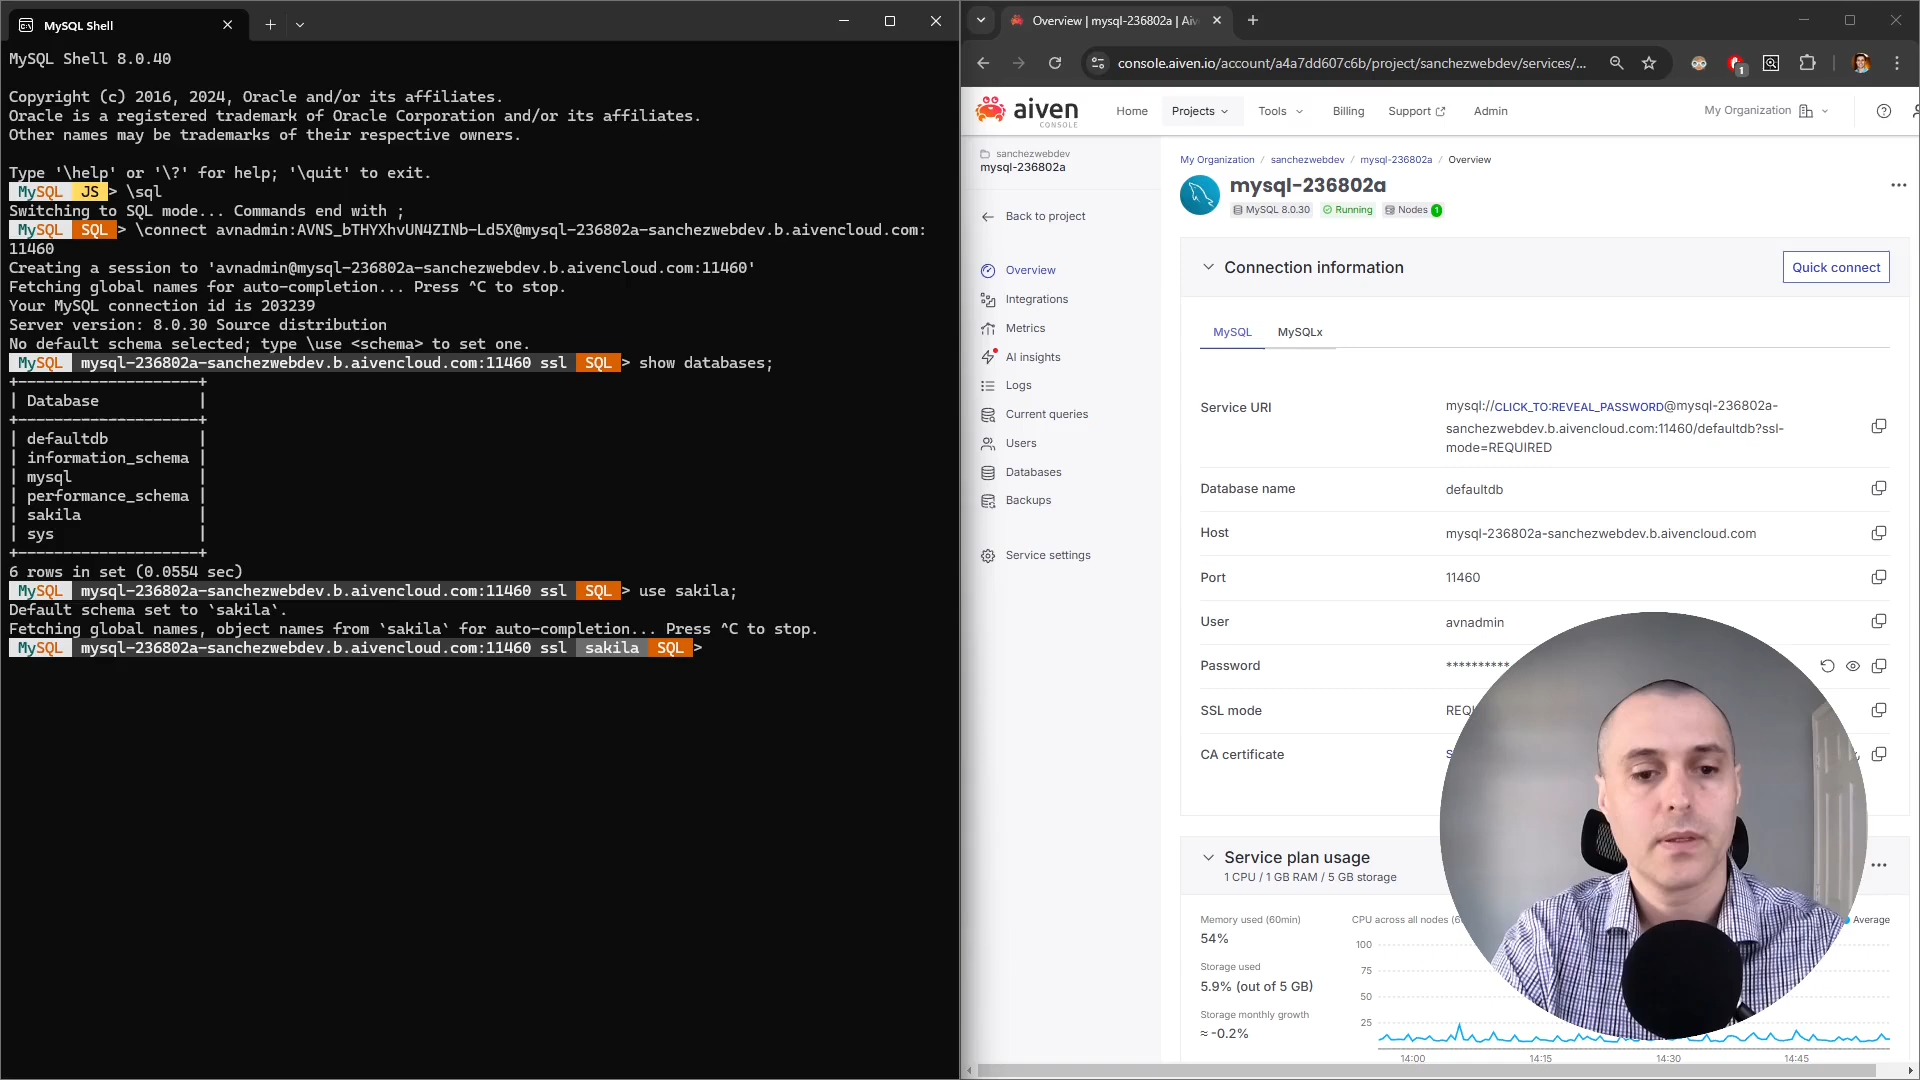 MySQL Shell
MySQL Shell 8.0.40
Copyright (c) 2016, 2024, Oracle and/or its affiliates.
Oracle is a registered trademark of Oracle Corporation and/or its affiliates.
Other names may be trademarks of their respective owners.
Type '\help' or '\?' for help; '\quit' to exit.
MySQL JS > \sql
Switching to SQL mode... Commands end with ;
MySQL SQL > \connect avnadmin:AVNS_bTHYXhvUN4ZINb-Ld5X@mysql-236802a-sanchezwebdev.b.aivencloud.com:
11460
Creating a session to 'avnadmin@mysql-236802a-sanchezwebdev.b.aivencloud.com:11460'
Fetching global names for auto-completion... Press ^C to stop.
Your MySQL connection id is 203239
Server version: 8.0.30 Source distribution
No default schema selected; type \use <schema> to set one.
MySQL mysql-236802a-sanchezwebdev.b.aivencloud.com:11460 ssl SQL > show databases;
+--------------------+
| Database |
+--------------------+
| defaultdb |
| information_schema |
| mysql |
| performance_schema |
| sakila |
| sys |
+--------------------+
6 rows in set (0.0554 sec)
MySQL mysql-236802a-sanchezwebdev.b.aivencloud.com:11460 ssl SQL > use sakila;
Default schema set to `sakila`.
Fetching global names, object names from `sakila` for auto-completion... Press ^C to stop.
MySQL mysql-236802a-sanchezwebdev.b.aivencloud.com:11460 ssl sakila SQL >
Overview | mysql-236802a | Aiv
console.aiven.io/account/a4a7dd607c6b/project/sanchezwebdev/services/...
1
aiven
CONSOLE
Home Projects Tools Billing Support Admin My Organization
sanchezwebdev
mysql-236802a
Back to project
Overview
Integrations
Metrics
AI insights
Logs
Current queries
Users
Databases
Backups
Service settings
My Organization / sanchezwebdev / mysql-236802a / Overview
mysql-236802a
MySQL 8.0.30 Running Nodes 1
Connection information
Quick connect
MySQL MySQLx
Service URI
mysql://CLICK_TO:REVEAL_PASSWORD@mysql-236802a-
sanchezwebdev.b.aivencloud.com:11460/defaultdb?ssl-
mode=REQUIRED
Database name defaultdb
Host mysql-236802a-sanchezwebdev.b.aivencloud.com
Port 11460
User avnadmin
Password **********
SSL mode
CA certificate
Service plan usage
1 CPU / 1 GB RAM / 5 GB storage
Memory used (60min)
54%
Storage used
5.9% (out of 5 GB)
Storage monthly growth
≈ -0.2%
CPU across all nodes
Average
100
75
50
25
14:00 14:15 14:30 14:45